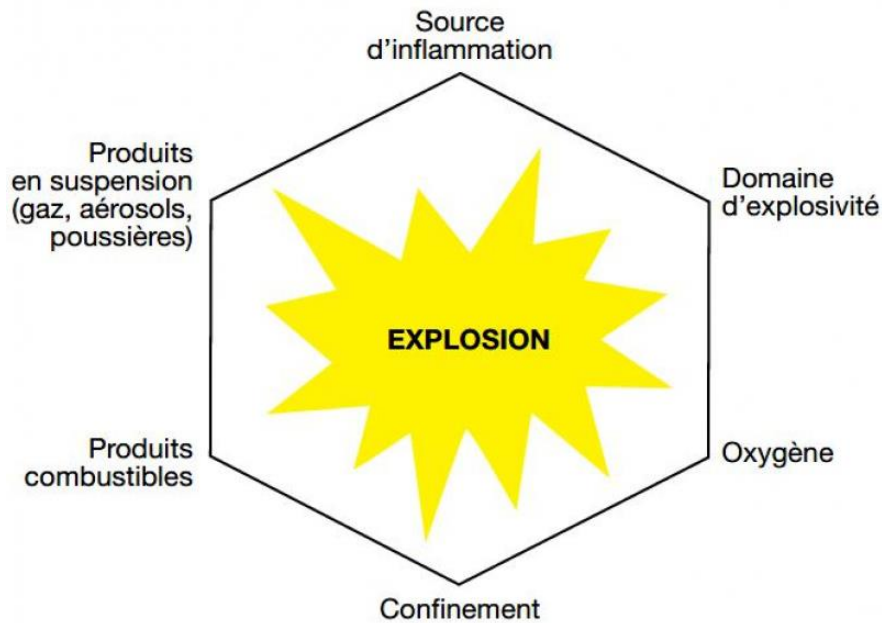 Source
d'inflammation
Produits
en suspension
(gaz, aérosols,
poussières)
Domaine
d'explosivité
EXPLOSION
Produits
combustibles
Oxygène
Confinement